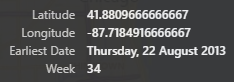 Latitude 41.8809666666667
Longitude -87.7184916666667
Earliest Date Thursday, 22 August 2013
Week 34